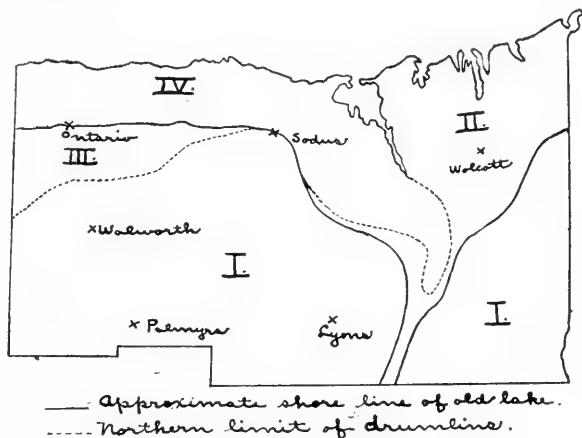 IV.
II.
Ontario
Sodus
III.
Wolcott
Walworth
I.
I.
Palmyra
Lyons
Approximate shore line of old lake.
Northern limit of drumlins.